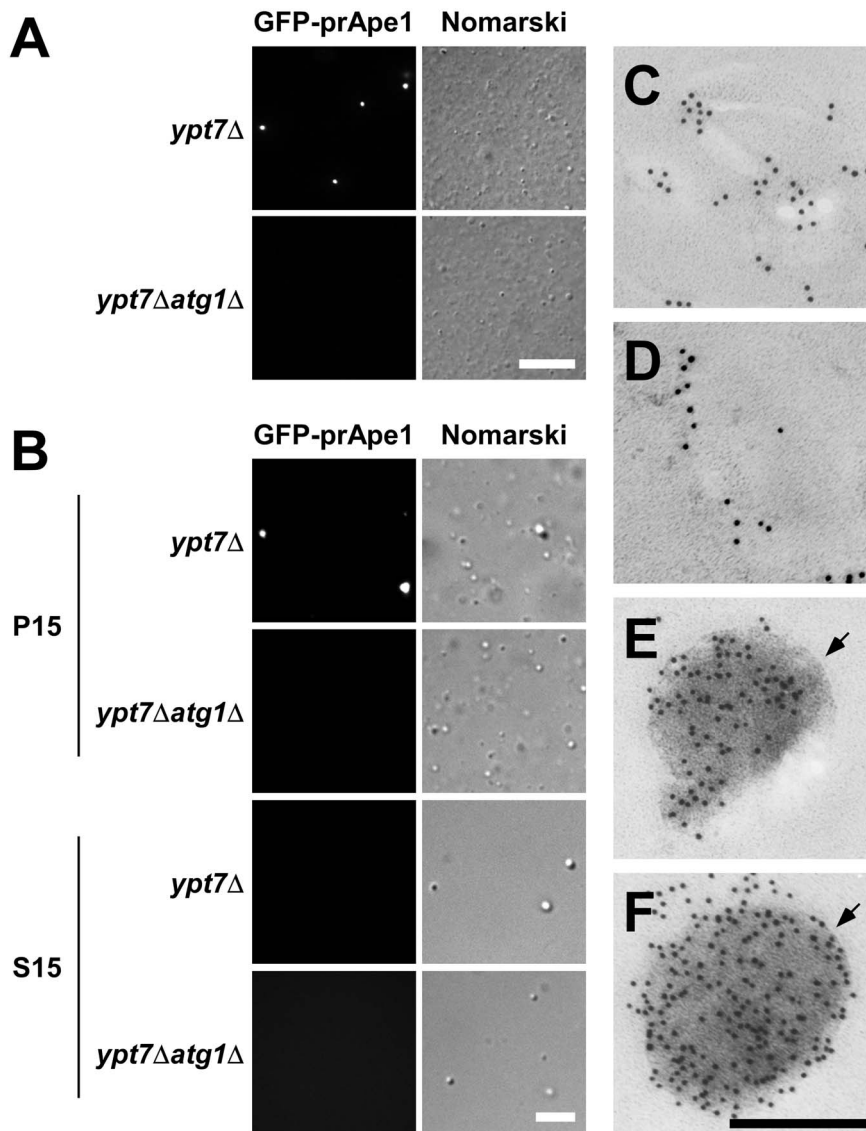 A
GFP-prApe1 Nomarski
ypt7Δ
ypt7Δatg1Δ
B
GFP-prApe1 Nomarski
P15
ypt7Δ
ypt7Δatg1Δ
S15
ypt7Δ
ypt7Δatg1Δ
C
D
E
F